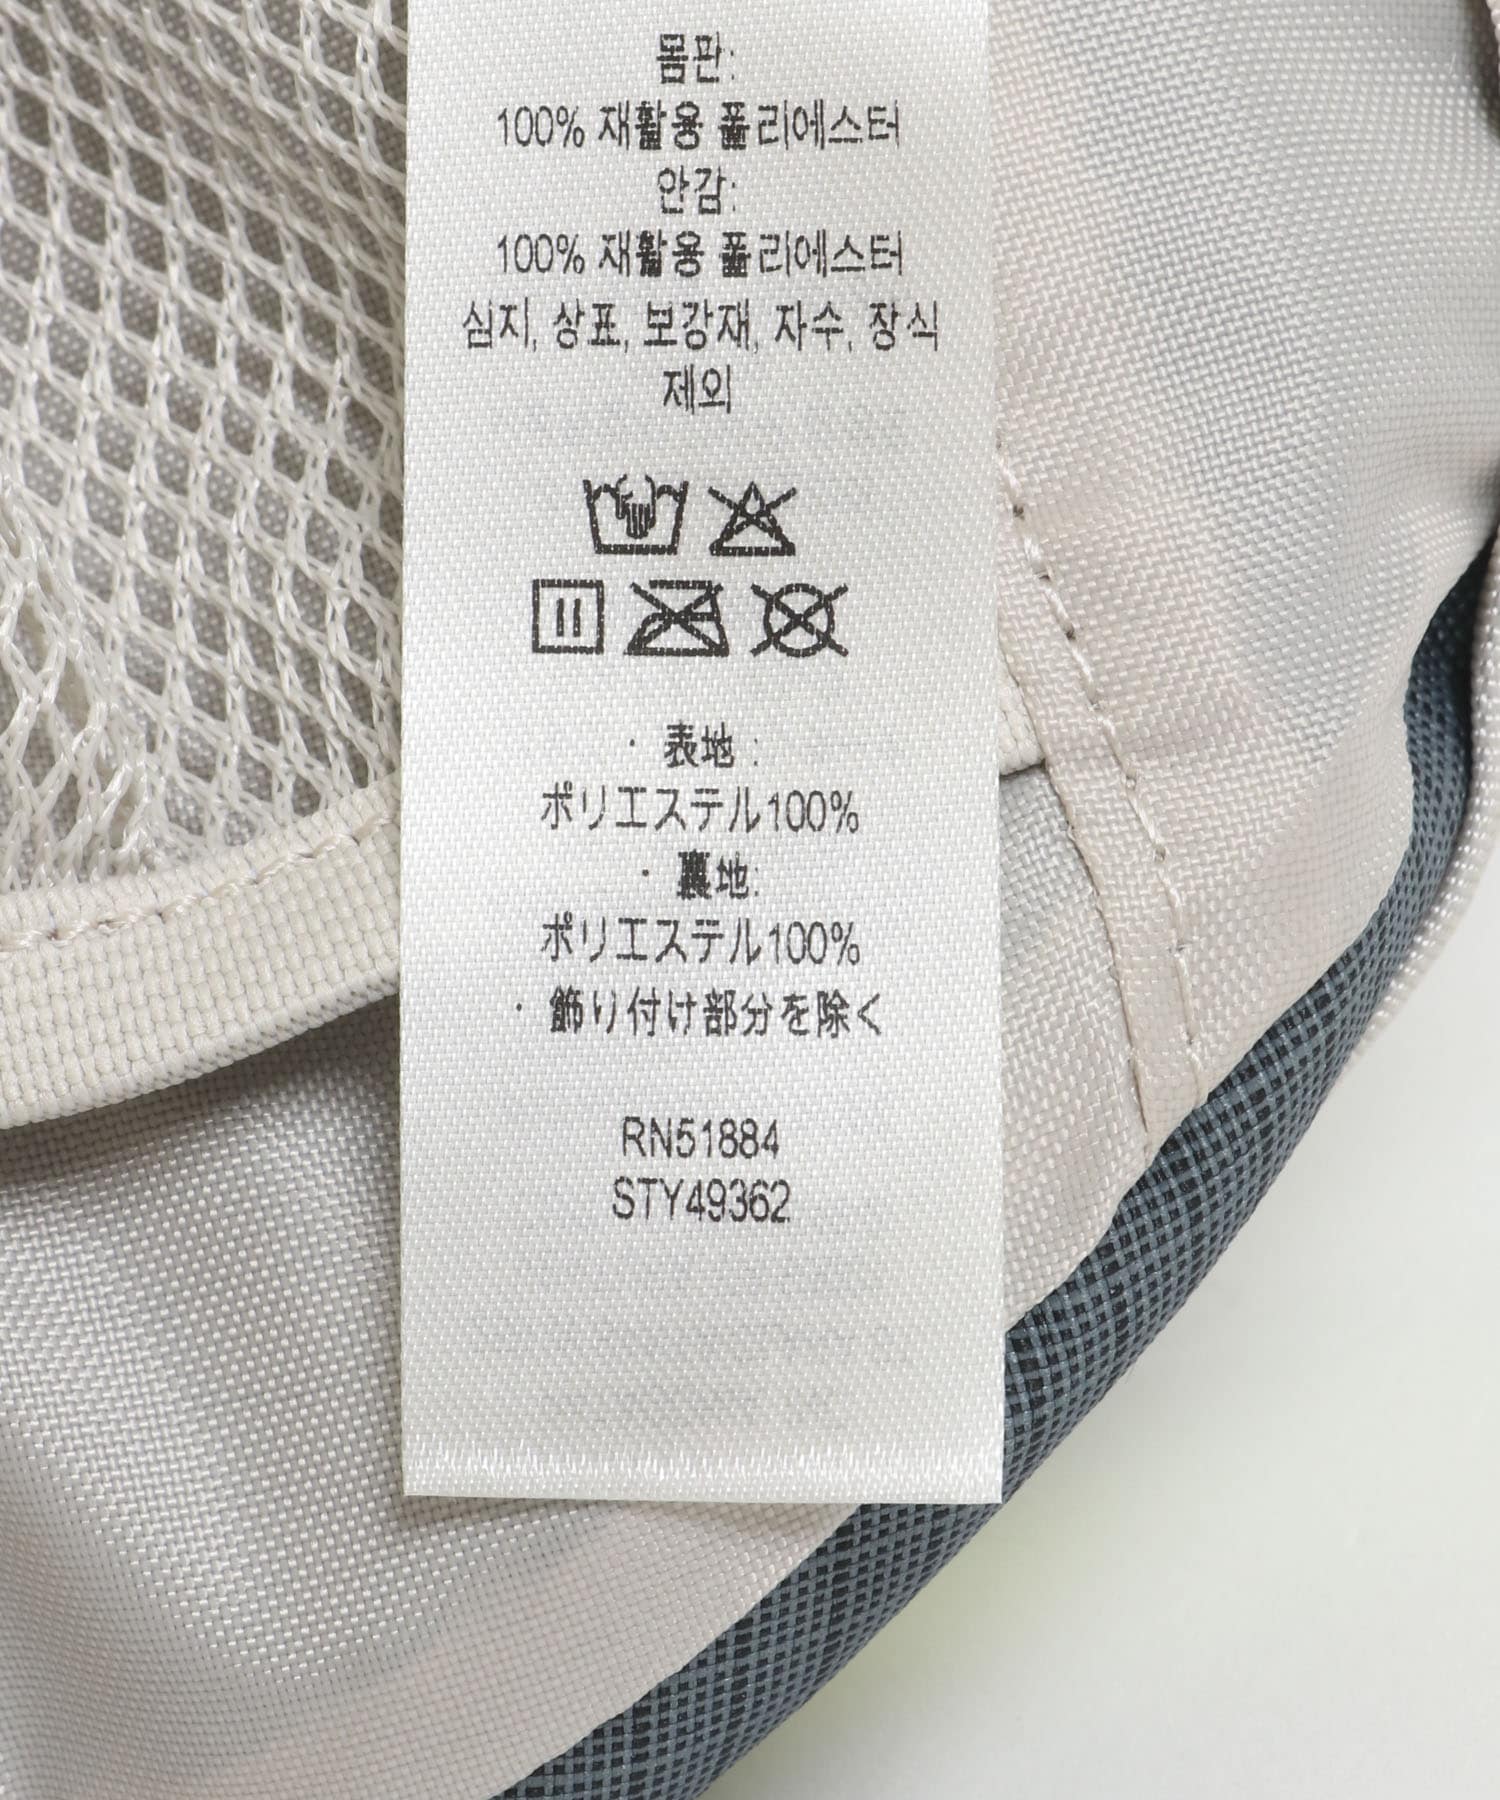 몸판:
100% 재활용 폴리에스터
안감:
100% 재활용 폴리에스터
심지, 상표, 보강재, 자수, 장식
제외
・表地 :
ポリエステル100%
・裏地:
ポリエステル100%
・飾り付け部分を除く
RN51884
STY49362